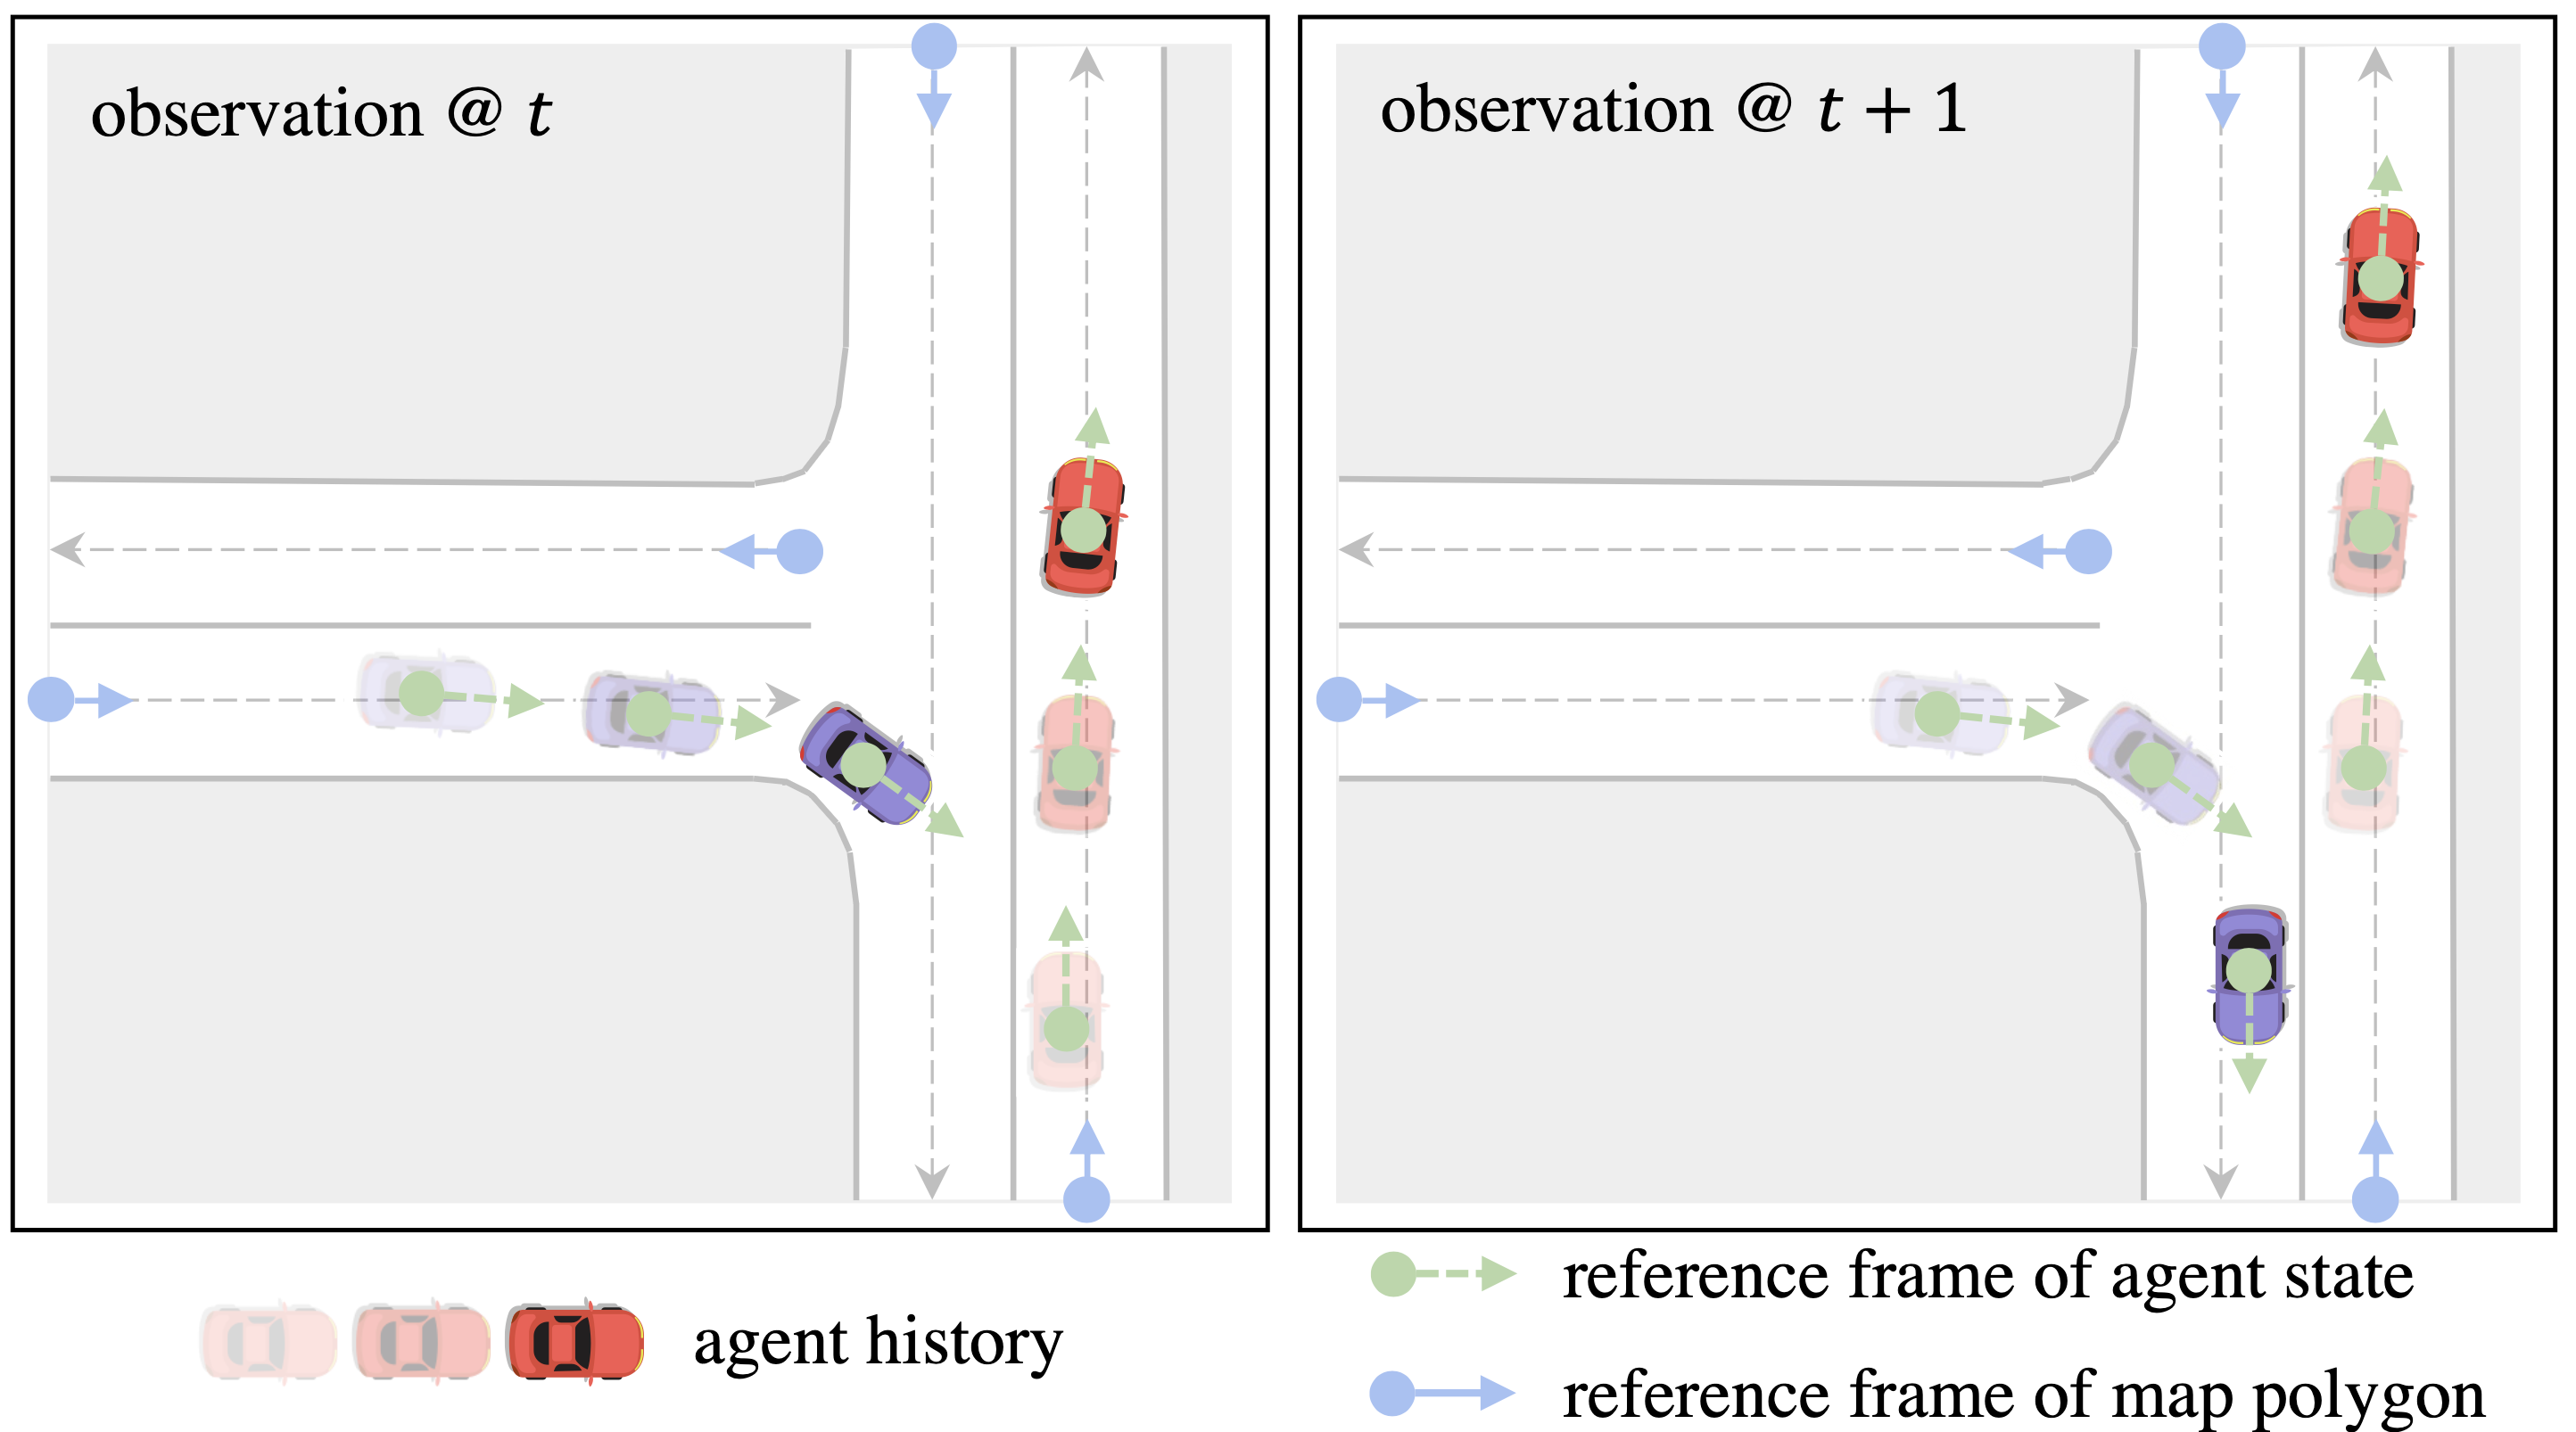 observation @ t
observation @ t + 1
agent history
reference frame of agent state
reference frame of map polygon